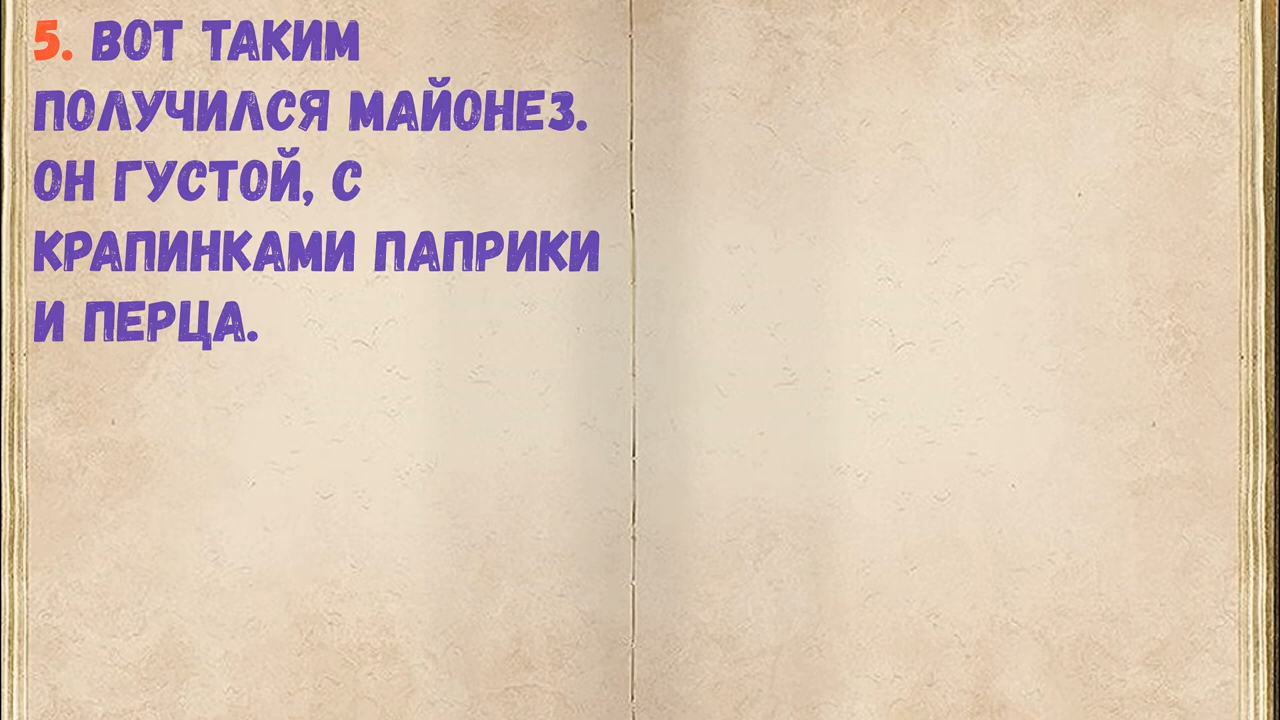 5. ВОТ ТАКИМ
ПОЛУЧИЛСЯ МАЙОНЕЗ.
ОН ГУСТОЙ, С
КРАПИНКАМИ ПАПРИКИ
И ПЕРЦА.